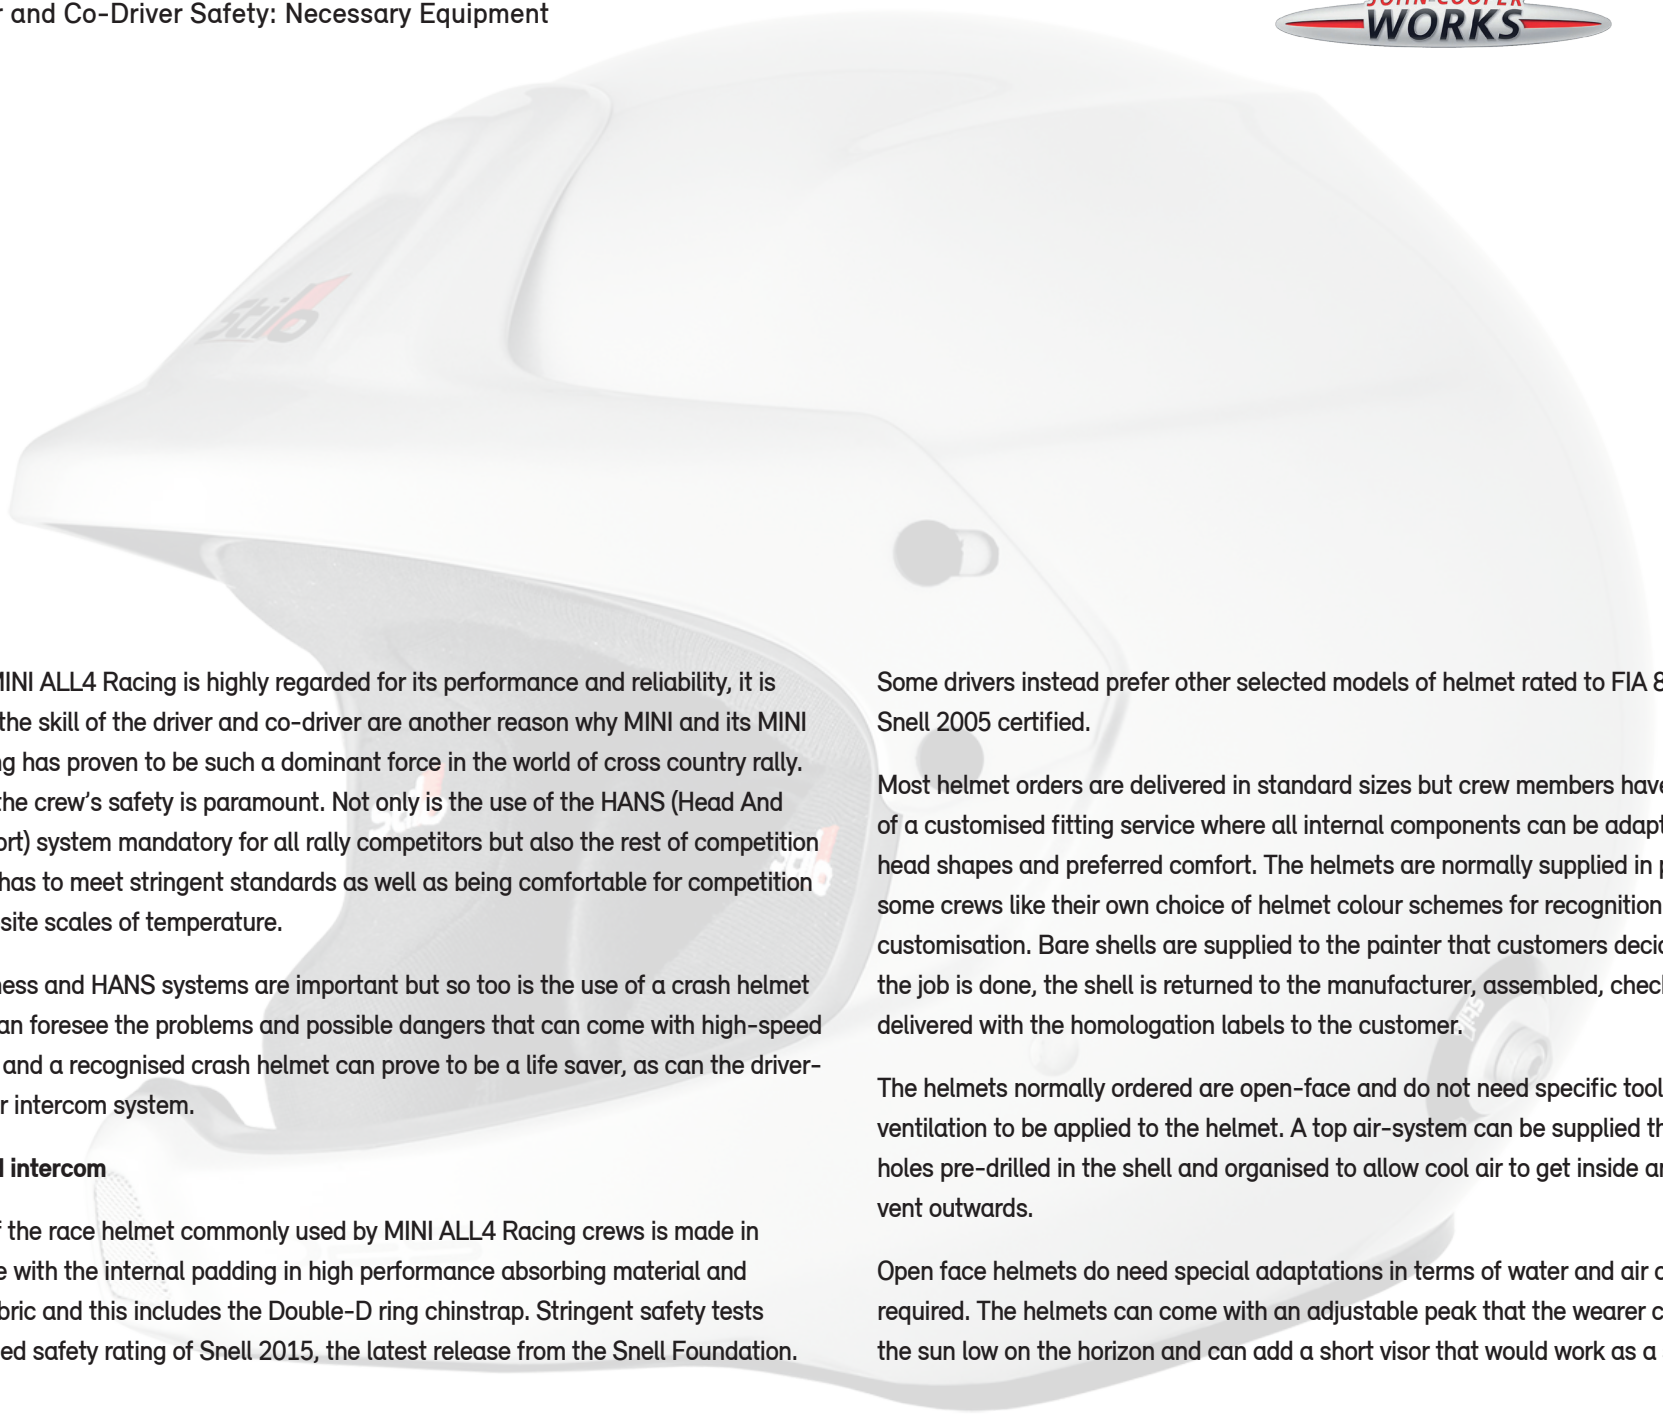 r and Co-Driver Safety: Necessary Equipment
JOHN COOPER
WORKS
Stilo
MINI ALL4 Racing is highly regarded for its performance and reliability, it is
the skill of the driver and co-driver are another reason why MINI and its MINI
ng has proven to be such a dominant force in the world of cross country rally.
the crew's safety is paramount. Not only is the use of the HANS (Head And
ort) system mandatory for all rally competitors but also the rest of competition
has to meet stringent standards as well as being comfortable for competition
site scales of temperature.
ness and HANS systems are important but so too is the use of a crash helmet
an foresee the problems and possible dangers that can come with high-speed
and a recognised crash helmet can prove to be a life saver, as can the driver-
r intercom system.
l intercom
f the race helmet commonly used by MINI ALL4 Racing crews is made in
e with the internal padding in high performance absorbing material and
bric and this includes the Double-D ring chinstrap. Stringent safety tests
ed safety rating of Snell 2015, the latest release from the Snell Foundation.
Stilo
Stilo
Some drivers instead prefer other selected models of helmet rated to FIA 8
Snell 2005 certified.
Most helmet orders are delivered in standard sizes but crew members have
of a customised fitting service where all internal components can be adapt
head shapes and preferred comfort. The helmets are normally supplied in p
some crews like their own choice of helmet colour schemes for recognition
customisation. Bare shells are supplied to the painter that customers decid
the job is done, the shell is returned to the manufacturer, assembled, check
delivered with the homologation labels to the customer.
The helmets normally ordered are open-face and do not need specific tool
ventilation to be applied to the helmet. A top air-system can be supplied th
holes pre-drilled in the shell and organised to allow cool air to get inside an
vent outwards.
Open face helmets do need special adaptations in terms of water and air c
required. The helmets can come with an adjustable peak that the wearer c
the sun low on the horizon and can add a short visor that would work as a